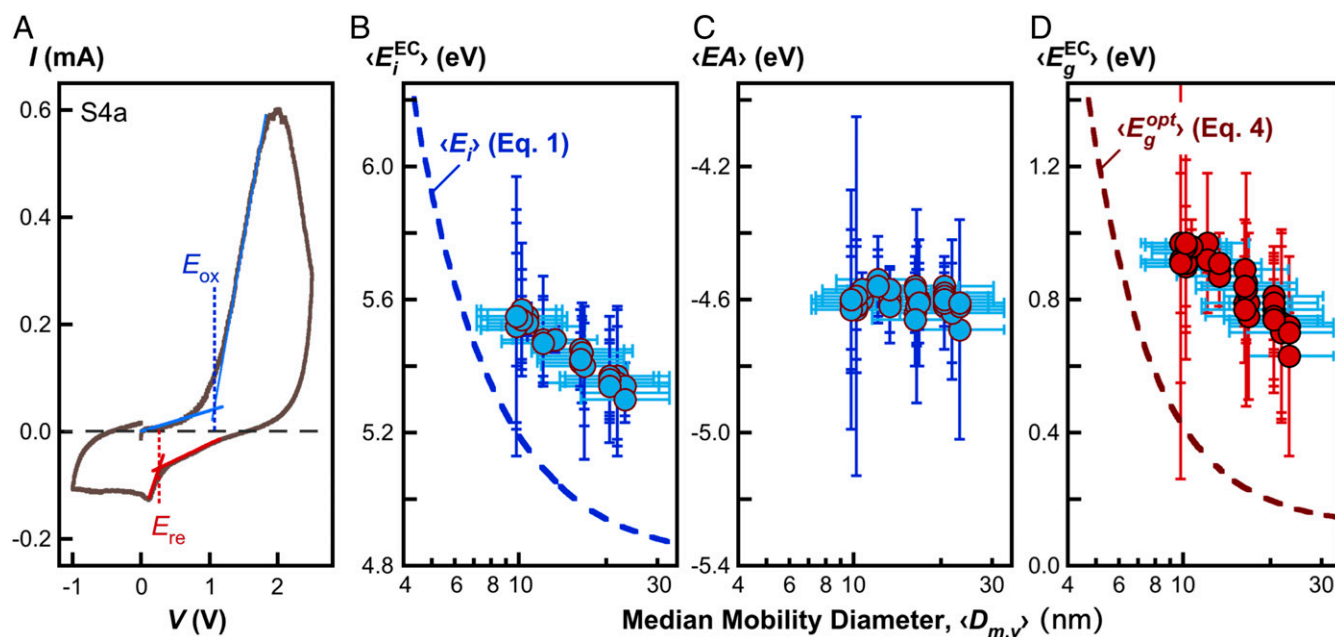 A
I (mA)
0.6
0.4
0.2
0.0
-0.2
S4a
E_ox
E_re
-1 0 1 2
V (V)
B
‹E_i^EC› (eV)
6.0
5.6
5.2
4.8
‹E_i› (Eq. 1)
4 6 8 10 30
C
‹EA› (eV)
-4.2
-4.6
-5.0
-5.4
4 6 8 10 30
D
‹E_g^EC› (eV)
1.2
0.8
0.4
0.0
‹E_g^opt› (Eq. 4)
4 6 8 10 30
Median Mobility Diameter, ‹D_m,v› (nm)